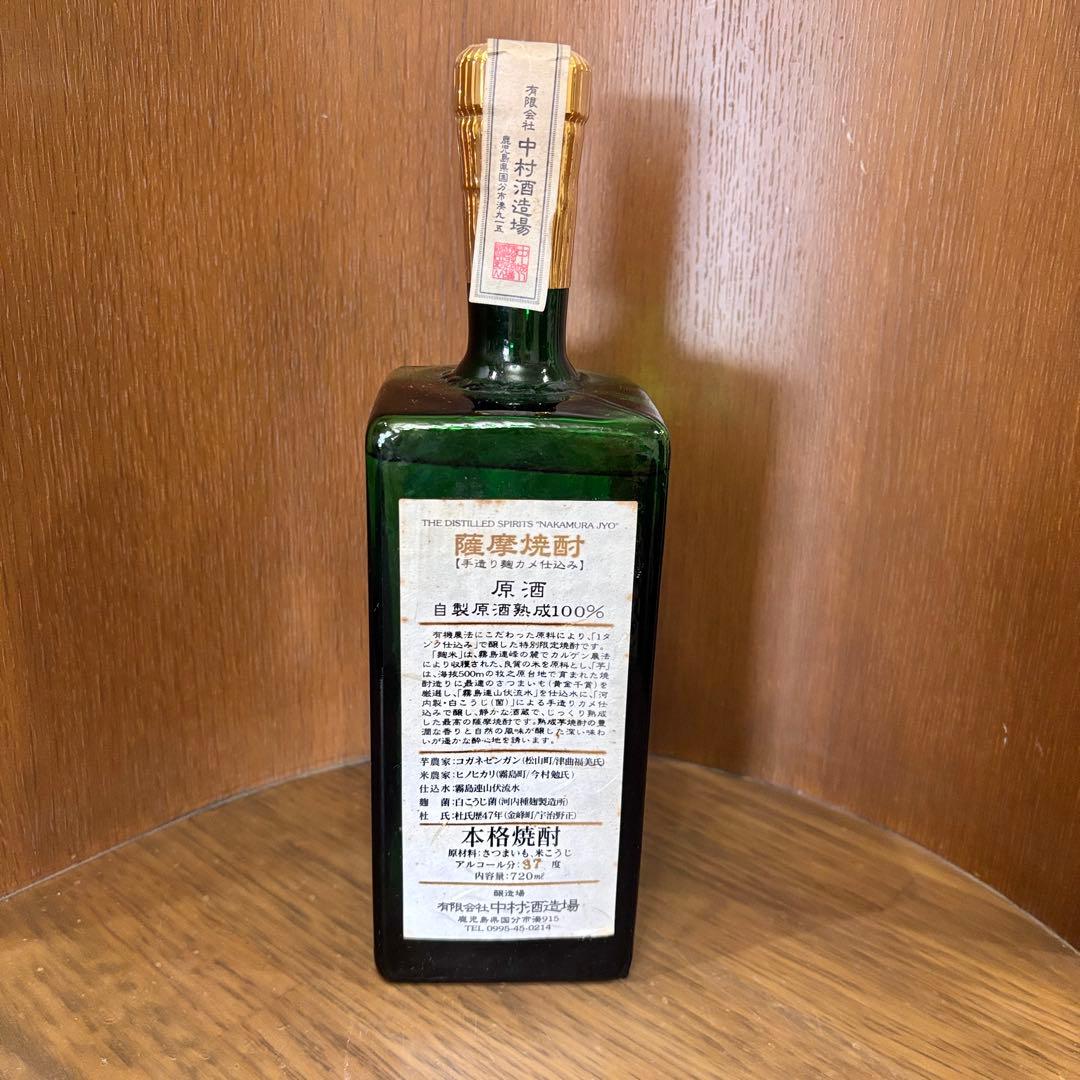 有限会社 中村酒造場
鹿児島県国分市湊九一五
THE DISTILLED SPIRITS "NAKAMURA JYO"
薩摩焼酎
【手造り麹カメ仕込み】
原酒
自製原酒熟成100%
有機農法にこだわった原料により、「1タ
ンク仕込み」で醸した特別限定焼酎です。
「麹米」は、霧島連峰の麓でカルゲン農法
により収穫された、良質の米を原料とし、「芋」
は、海抜500mの牧之原台地で育まれた焼
酎造りに最適のさつまいも(黄金千貫)を
厳選し、「霧島連山伏流水」を仕込水に、「河
内製・白こうじ(菌)」による手造りカメ仕
込みで醸し、静かな酒蔵で、じっくり熟成
した最高の薩摩焼酎です。熟成芋焼酎の豊
潤な香りと自然の風味が醸した深い味わ
いが遥かな酔心地を誘います。
芋農家:コガネセンガン(松山町/津曲福美氏)
米農家:ヒノヒカリ(霧島町/今村勉氏)
仕込水:霧島連山伏流水
麹 菌:白こうじ菌(河内種麹製造所)
杜 氏:杜氏歴47年(金峰町/宇治野正)
本格焼酎
原材料:さつまいも、米こうじ
アルコール分:37 度
内容量:720㎖
醸造場
有限会社中村酒造場
鹿児島県国分市湊915
TEL 0995-45-0214